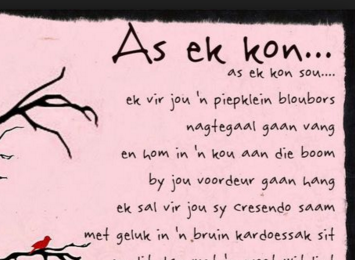 As ek kon...
as ek kon sou....
ek vir jou 'n piepklein bloubors
nagtegaal gaan vang
en hom in 'n kou aan die boom
by jou voordeur gaan hang
ek sal vir jou sy cresendo saam
met geluk in 'n bruin kardoessak sit